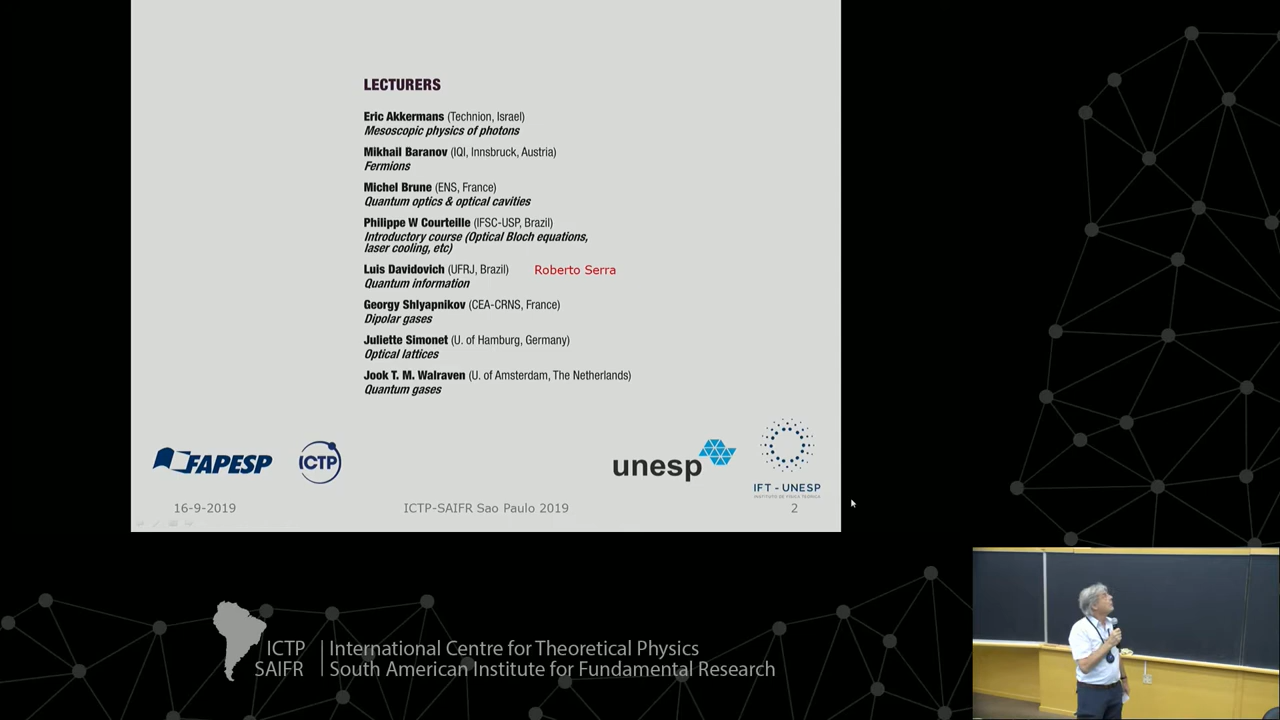 LECTURERS
Eric Akkermans (Technion, Israel)
Mesoscopic physics of photons
Mikhail Baranov (IQI, Innsbruck, Austria)
Fermions
Michel Brune (ENS, France)
Quantum optics & optical cavities
Philippe W Courteille (IFSC-USP, Brazil)
Introductory course (Optical Bloch equations,
laser cooling, etc)
Luis Davidovich (UFRJ, Brazil) Roberto Serra
Quantum information
Georgy Shlyapnikov (CEA-CRNS, France)
Dipolar gases
Juliette Simonet (U. of Hamburg, Germany)
Optical lattices
Jook T. M. Walraven (U. of Amsterdam, The Netherlands)
Quantum gases
FAPESP
ICTP
unesp
IFT - UNESP
INSTITUTO DE FÍSICA TEÓRICA
16-9-2019
ICTP-SAIFR Sao Paulo 2019
2
ICTP International Centre for Theoretical Physics
SAIFR South American Institute for Fundamental Research